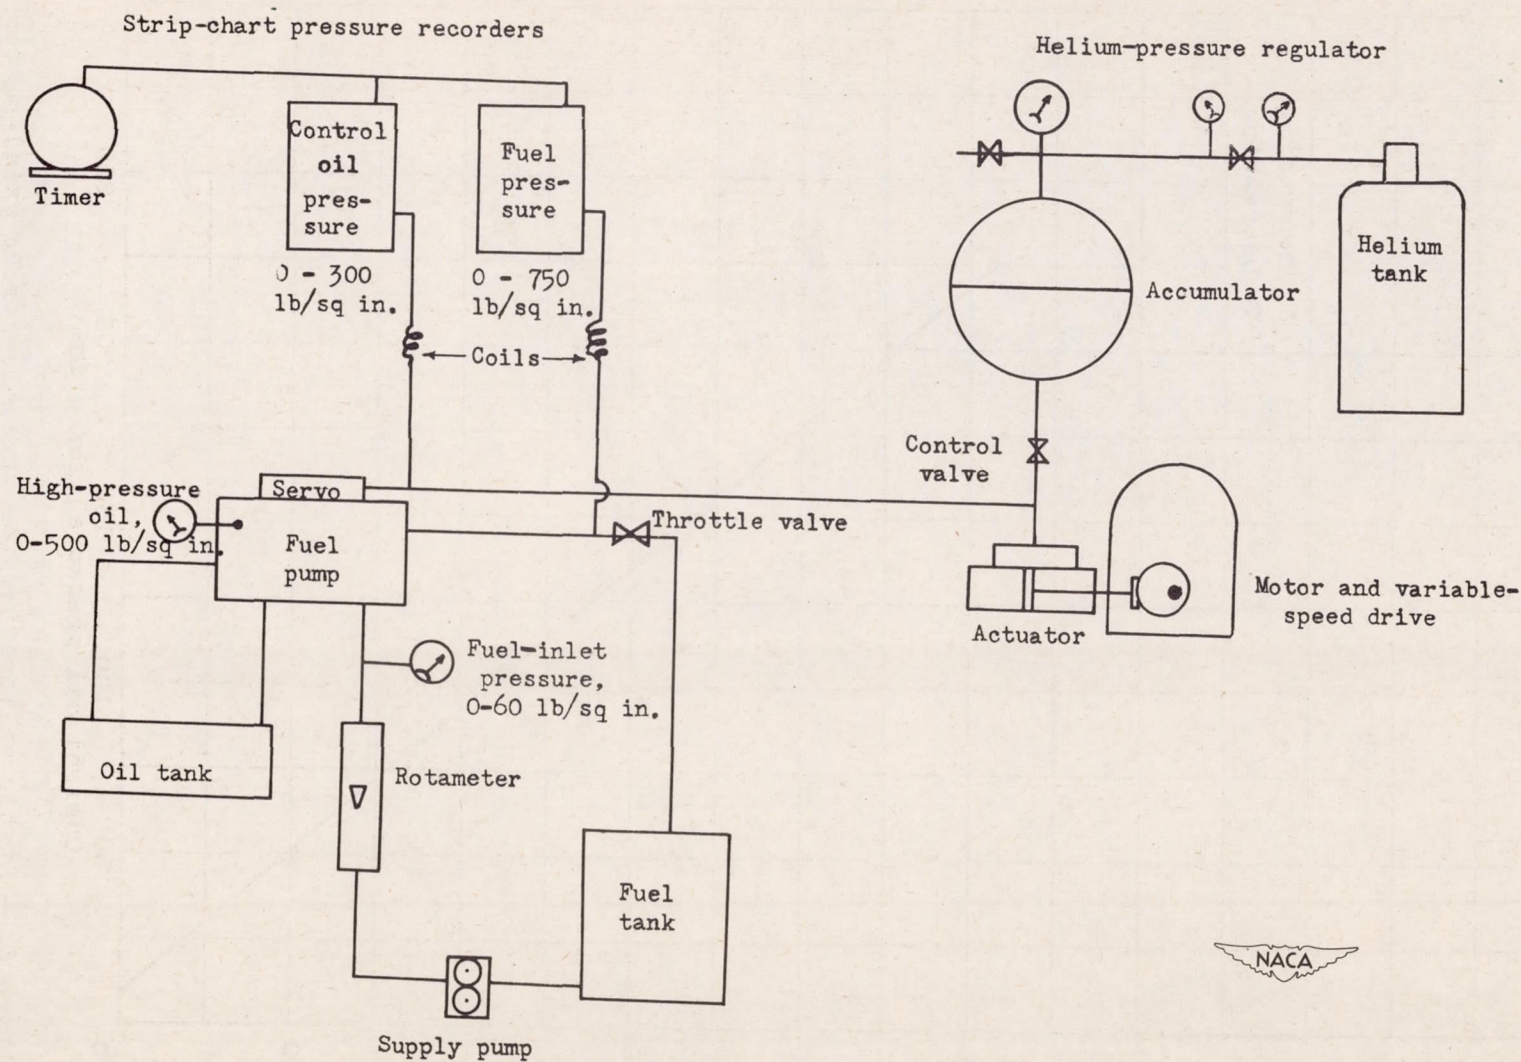 Strip-chart pressure recorders
Helium-pressure regulator
Control
oil
pres-
sure
Fuel
pres-
sure
Timer
0 - 300
lb/sq in.
0 - 750
lb/sq in.
Coils
Helium
tank
Accumulator
Control
valve
High-pressure
oil,
0-500 lb/sq in.
Servo
Fuel
pump
Throttle valve
Motor and variable-
speed drive
Actuator
Fuel-inlet
pressure,
0-60 lb/sq in.
Oil tank
Rotameter
Fuel
tank
NACA
Supply pump